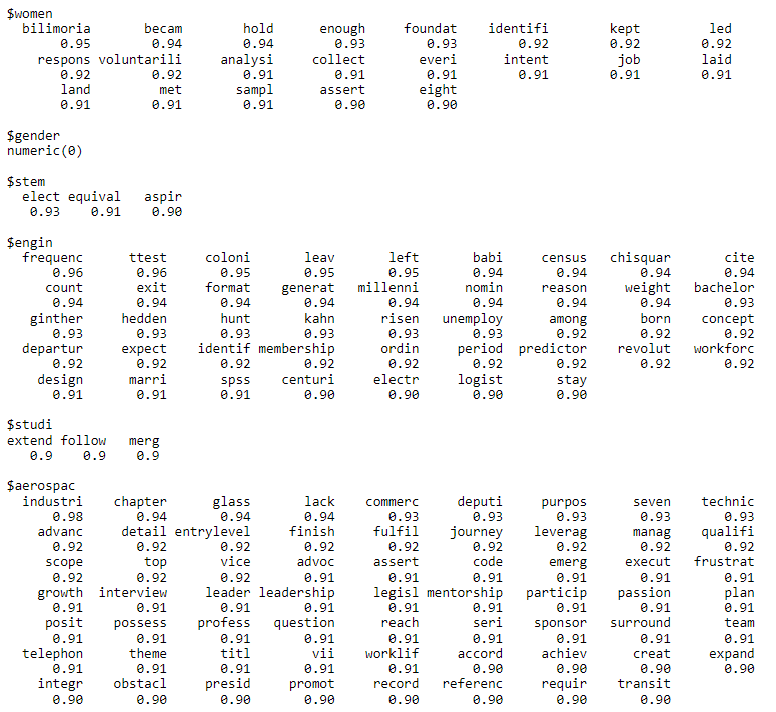 $women
bilimoria becam hold enough foundat identifi kept led
0.95 0.94 0.94 0.93 0.93 0.92 0.92 0.92
respons voluntarili analysi collect everi intent job laid
0.92 0.92 0.91 0.91 0.91 0.91 0.91 0.91
land met sampl assert eight
0.91 0.91 0.91 0.90 0.90
$gender
numeric(0)
$stem
elect equival aspir
0.93 0.91 0.90
$engin
frequenc ttest coloni leav left babi census chisquar cite
0.96 0.96 0.95 0.95 0.95 0.94 0.94 0.94 0.94
count exit format generat millenni nomin reason weight bachelor
0.94 0.94 0.94 0.94 0.94 0.94 0.94 0.94 0.93
ginther hedden hunt kahn risen unemploy among born concept
0.93 0.93 0.93 0.93 0.93 0.93 0.92 0.92 0.92
departur expect identif membership ordin period predictor revolut workforc
0.92 0.92 0.92 0.92 0.92 0.92 0.92 0.92 0.92
design marri spss centuri electr logist stay
0.91 0.91 0.91 0.90 0.90 0.90 0.90
$studi
extend follow merg
0.9 0.9 0.9
$aerospac
industri chapter glass lack commerc deputi purpos seven technic
0.98 0.94 0.94 0.94 0.93 0.93 0.93 0.93 0.93
advanc detail entrylevel finish fulfil journey leverag manag qualifi
0.92 0.92 0.92 0.92 0.92 0.92 0.92 0.92 0.92
scope top vice advoc assert code emerg execut frustrat
0.92 0.92 0.92 0.91 0.91 0.91 0.91 0.91 0.91
growth interview leader leadership legisl mentorship particip passion plan
0.91 0.91 0.91 0.91 0.91 0.91 0.91 0.91 0.91
posit possess profess question reach seri sponsor surround team
0.91 0.91 0.91 0.91 0.91 0.91 0.91 0.91 0.91
telephon theme titl vii worklif accord achiev creat expand
0.91 0.91 0.91 0.91 0.91 0.90 0.90 0.90 0.90
integr obstacl presid promot record referenc requir transit
0.90 0.90 0.90 0.90 0.90 0.90 0.90 0.90